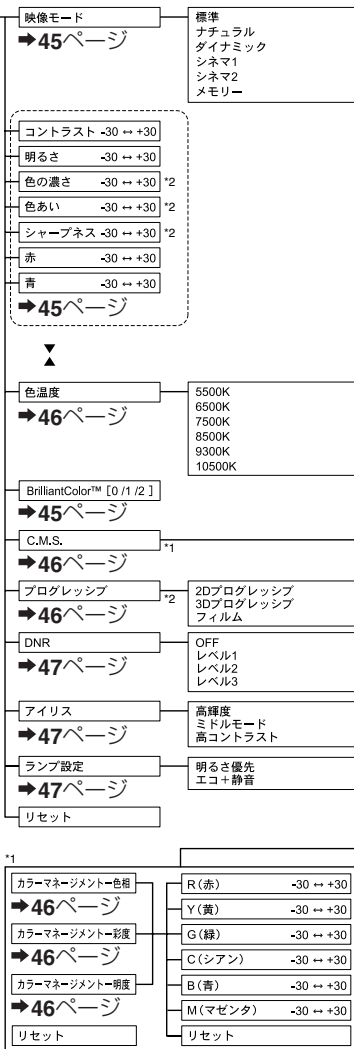 映像モード
➡45ページ
標準
ナチュラル
ダイナミック
シネマ1
シネマ2
メモリー
コントラスト -30 ↔ +30
明るさ -30 ↔ +30
色の濃さ -30 ↔ +30 *2
色あい -30 ↔ +30 *2
シャープネス -30 ↔ +30 *2
赤 -30 ↔ +30
青 -30 ↔ +30
➡45ページ
色温度
➡46ページ
5500K
6500K
7500K
8500K
9300K
10500K
BrilliantColor™ [0 /1 /2 ]
➡45ページ
C.M.S. *1
➡46ページ
プログレッシブ *2
➡46ページ
2Dプログレッシブ
3Dプログレッシブ
フィルム
DNR
➡47ページ
OFF
レベル1
レベル2
レベル3
アイリス
➡47ページ
高輝度
ミドルモード
高コントラスト
ランプ設定
➡47ページ
明るさ優先
エコ+静音
リセット
*1
カラーマネージメントー色相
➡46ページ
カラーマネージメントー彩度
➡46ページ
カラーマネージメントー明度
➡46ページ
リセット
R(赤) -30 ↔ +30
Y(黄) -30 ↔ +30
G(緑) -30 ↔ +30
C(シアン) -30 ↔ +30
B(青) -30 ↔ +30
M(マゼンタ) -30 ↔ +30
リセット